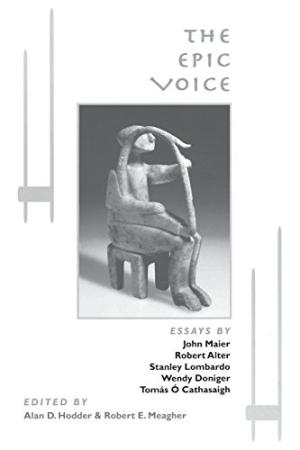 THE
EPIC
VOICE
ESSAYS BY
John Maier
Robert Alter
Stanley Lombardo
Wendy Doniger
Tomás Ó Cathasaigh
EDITED BY
Alan D. Hodder & Robert E. Meagher